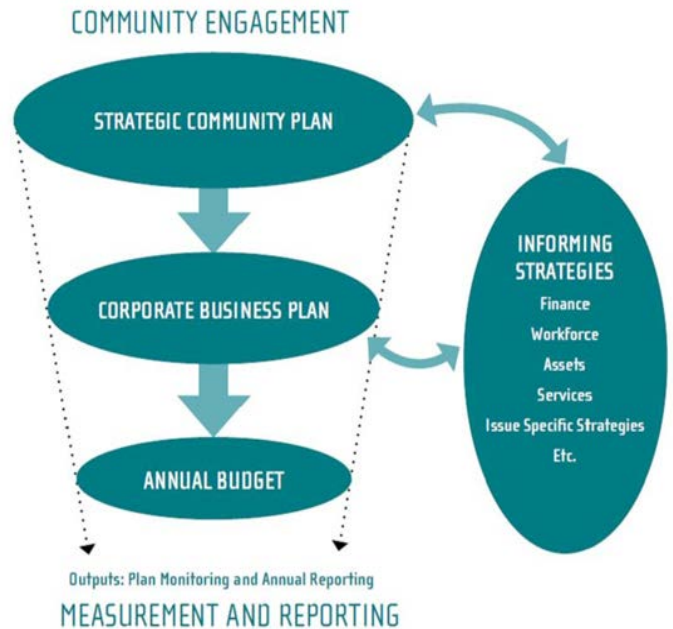 COMMUNITY ENGAGEMENT
STRATEGIC COMMUNITY PLAN
CORPORATE BUSINESS PLAN
ANNUAL BUDGET
INFORMING
STRATEGIES
Finance
Workforce
Assets
Services
Issue Specific Strategies
Etc.
Outputs: Plan Monitoring and Annual Reporting
MEASUREMENT AND REPORTING